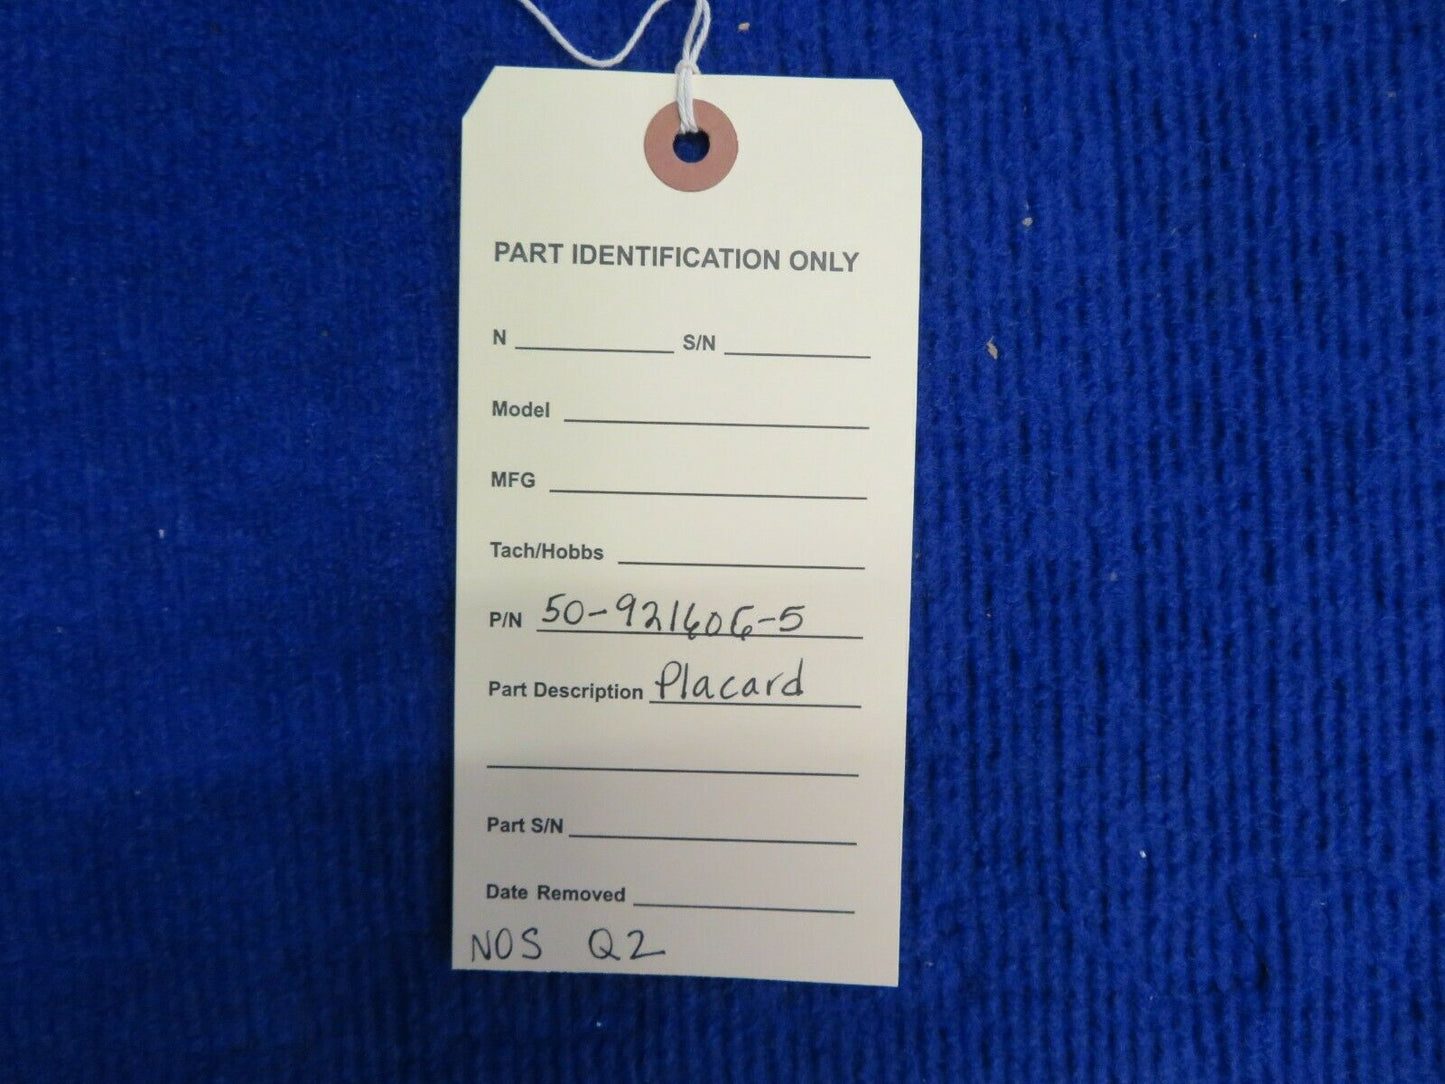 PART IDENTIFICATION ONLY
N S/N
Model
MFG
Tach/Hobbs
P/N 50-921606-5
Part Description Placard
Part S/N
Date Removed
NOS Q2